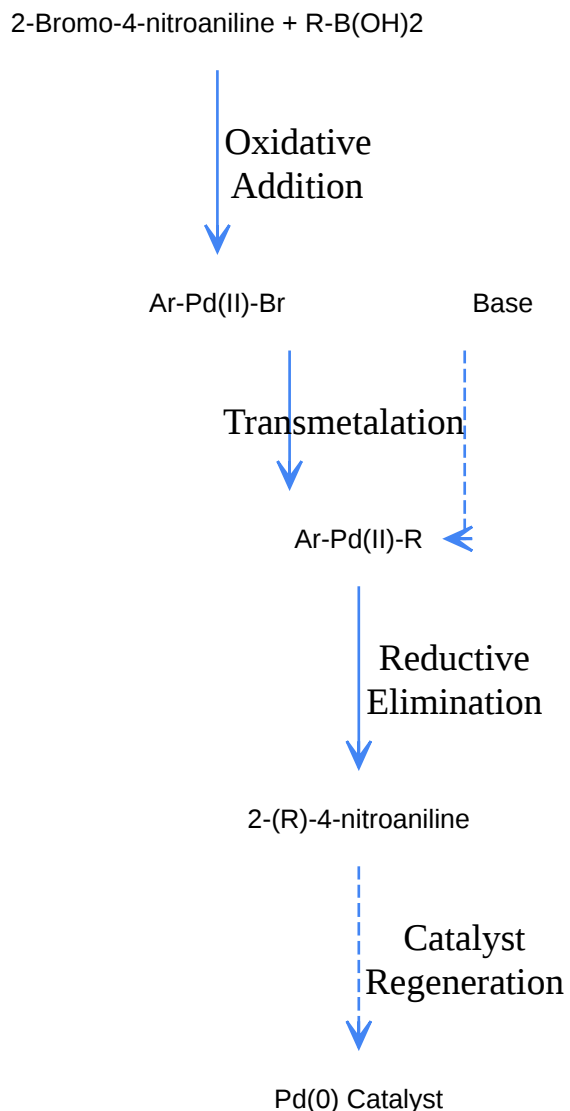 2-Bromo-4-nitroaniline + R-B(OH)2
Oxidative
Addition
Ar-Pd(II)-Br
Base
Transmetalation
Ar-Pd(II)-R
Reductive
Elimination
2-(R)-4-nitroaniline
Catalyst
Regeneration
Pd(0) Catalyst